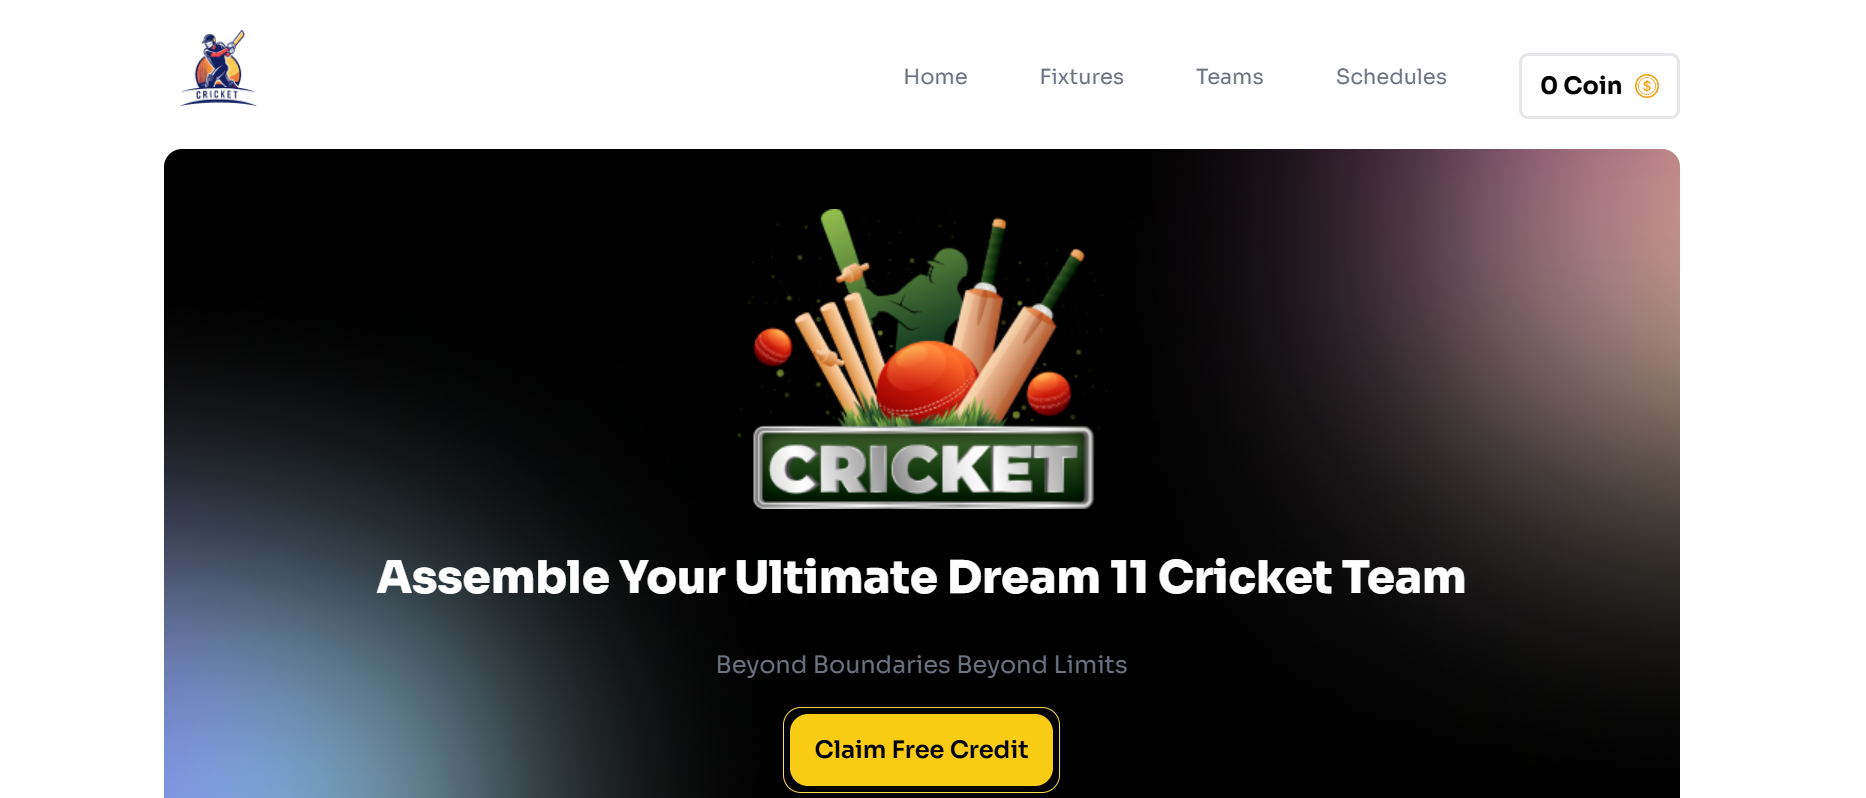 CRICKET
Home
Fixtures
Teams
Schedules
0 Coin
CRICKET
Assemble Your Ultimate Dream 11 Cricket Team
Beyond Boundaries Beyond Limits
Claim Free Credit